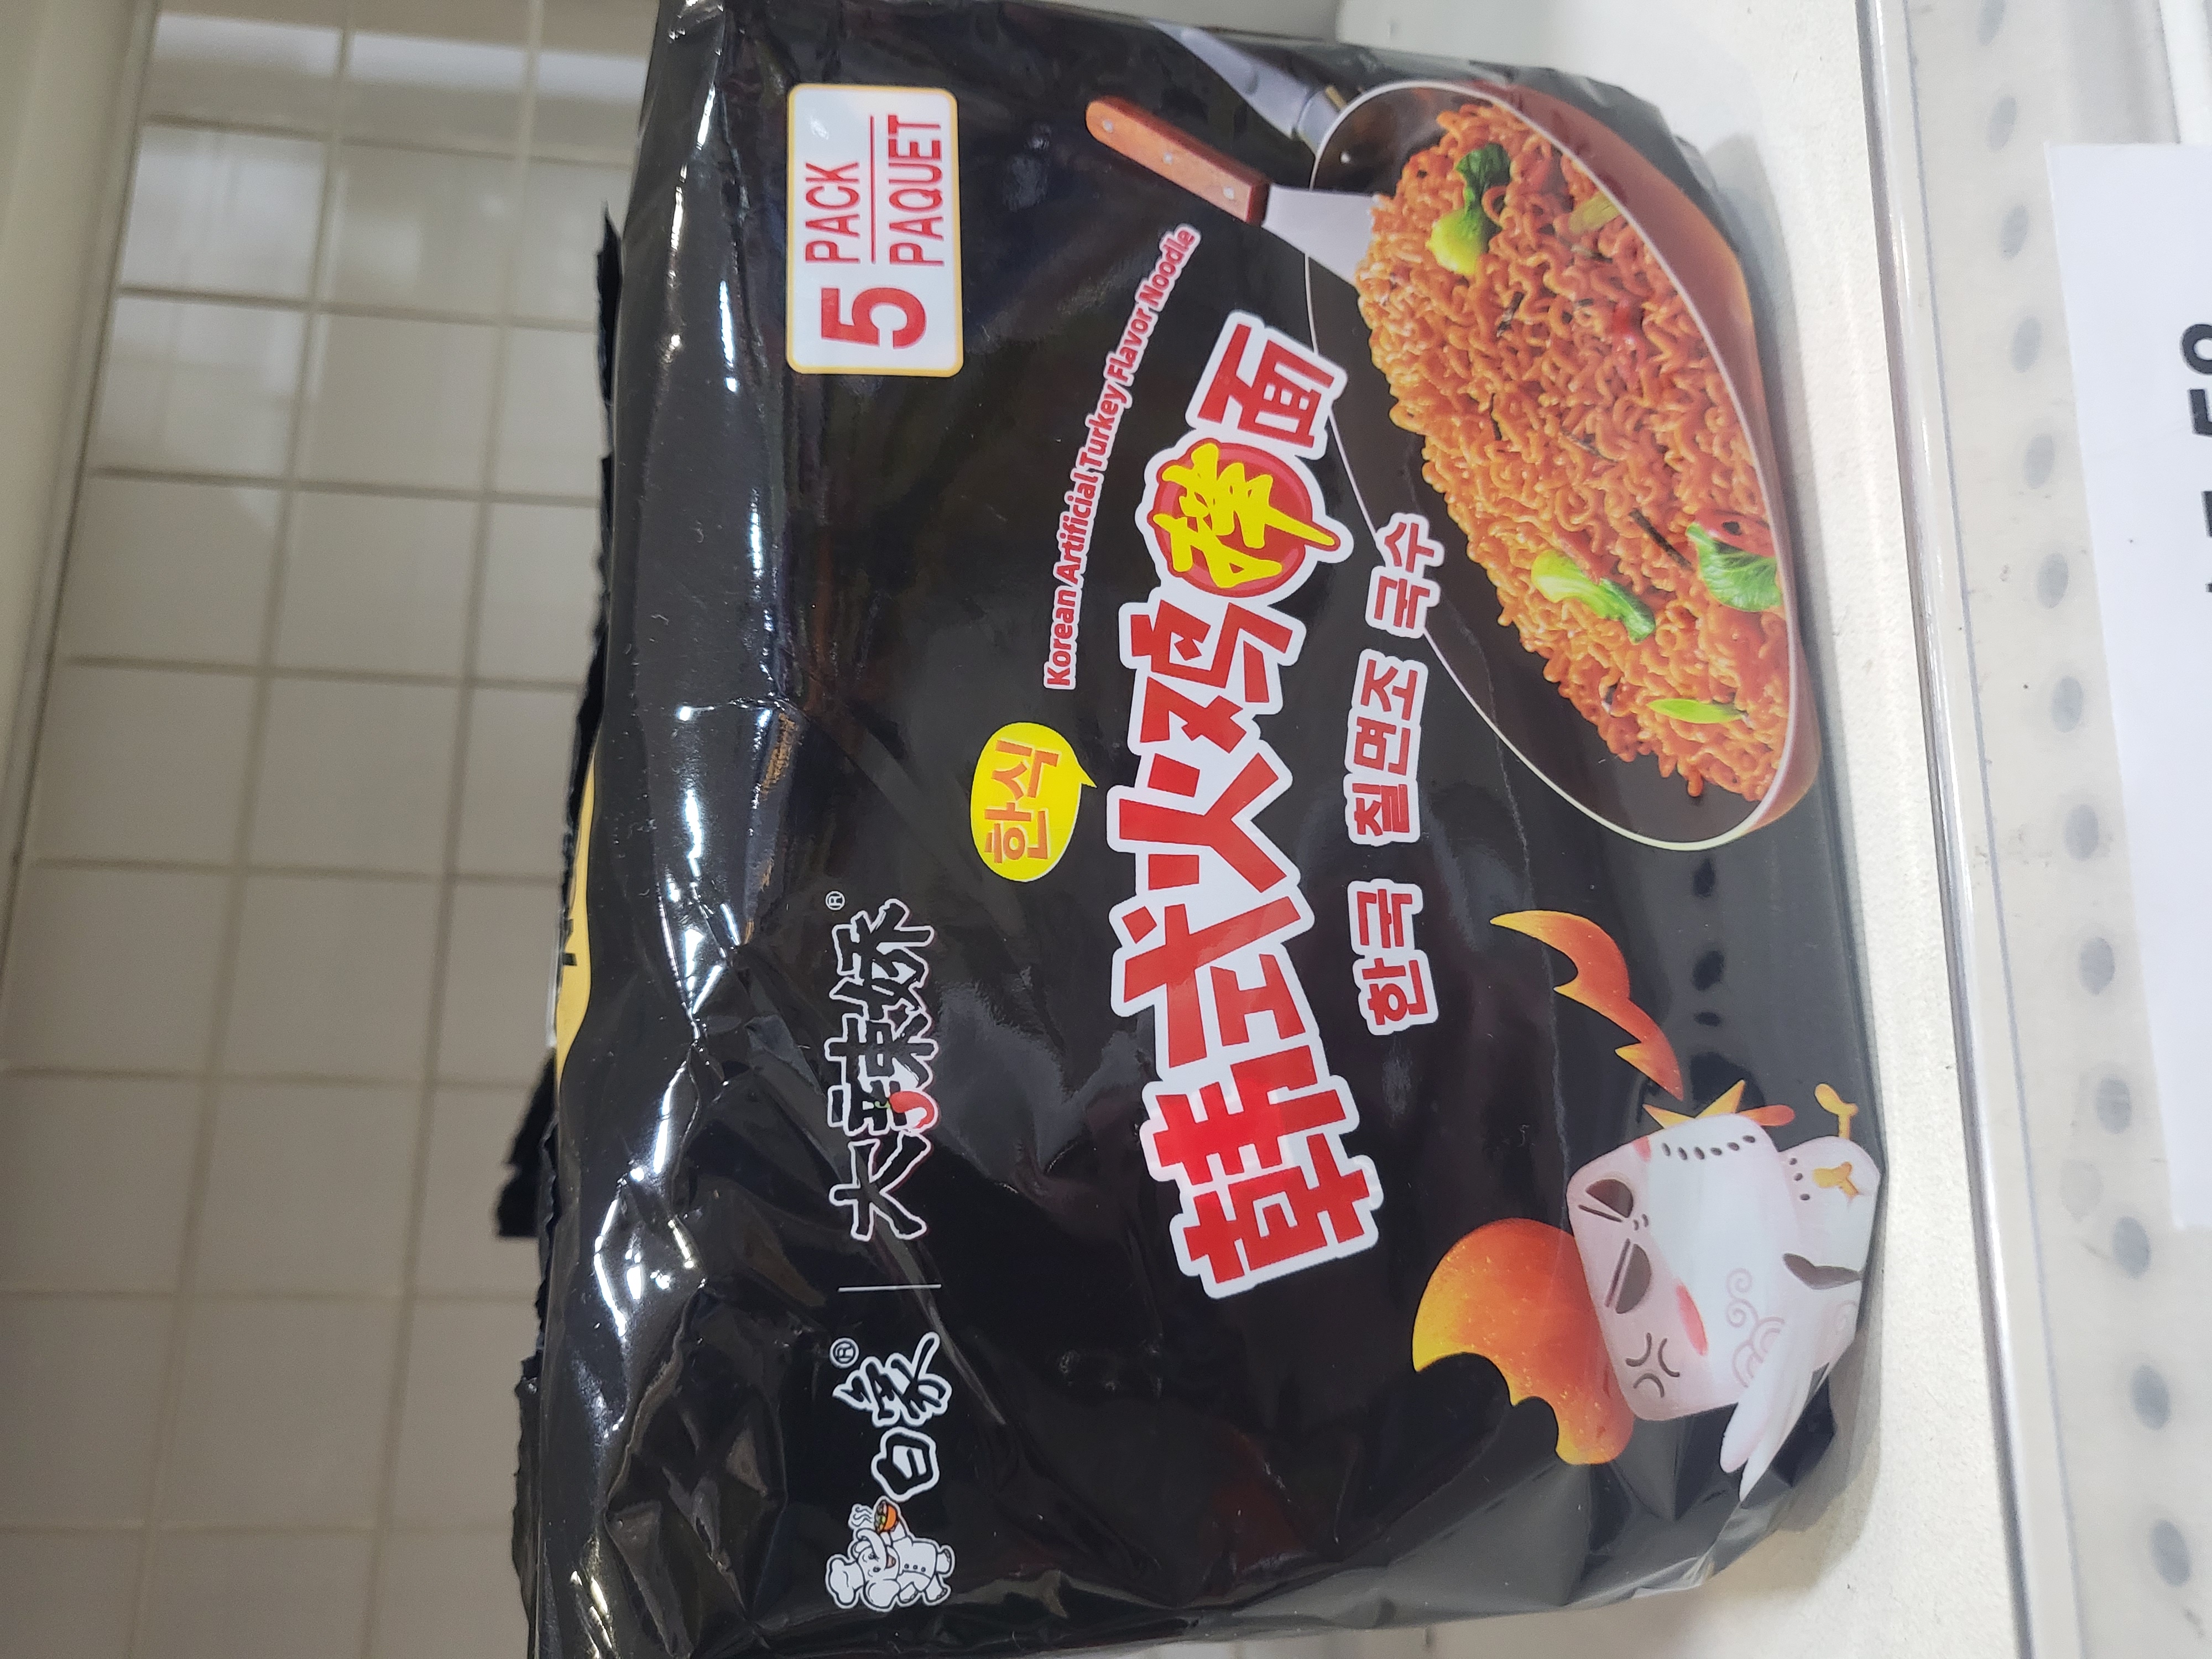 白象® 大辣娇®
5 PACK
PAQUET
한식
Korean Artificial Turkey Flavor Noodle
韩式火鸡拌面
한국 칠면조 국수